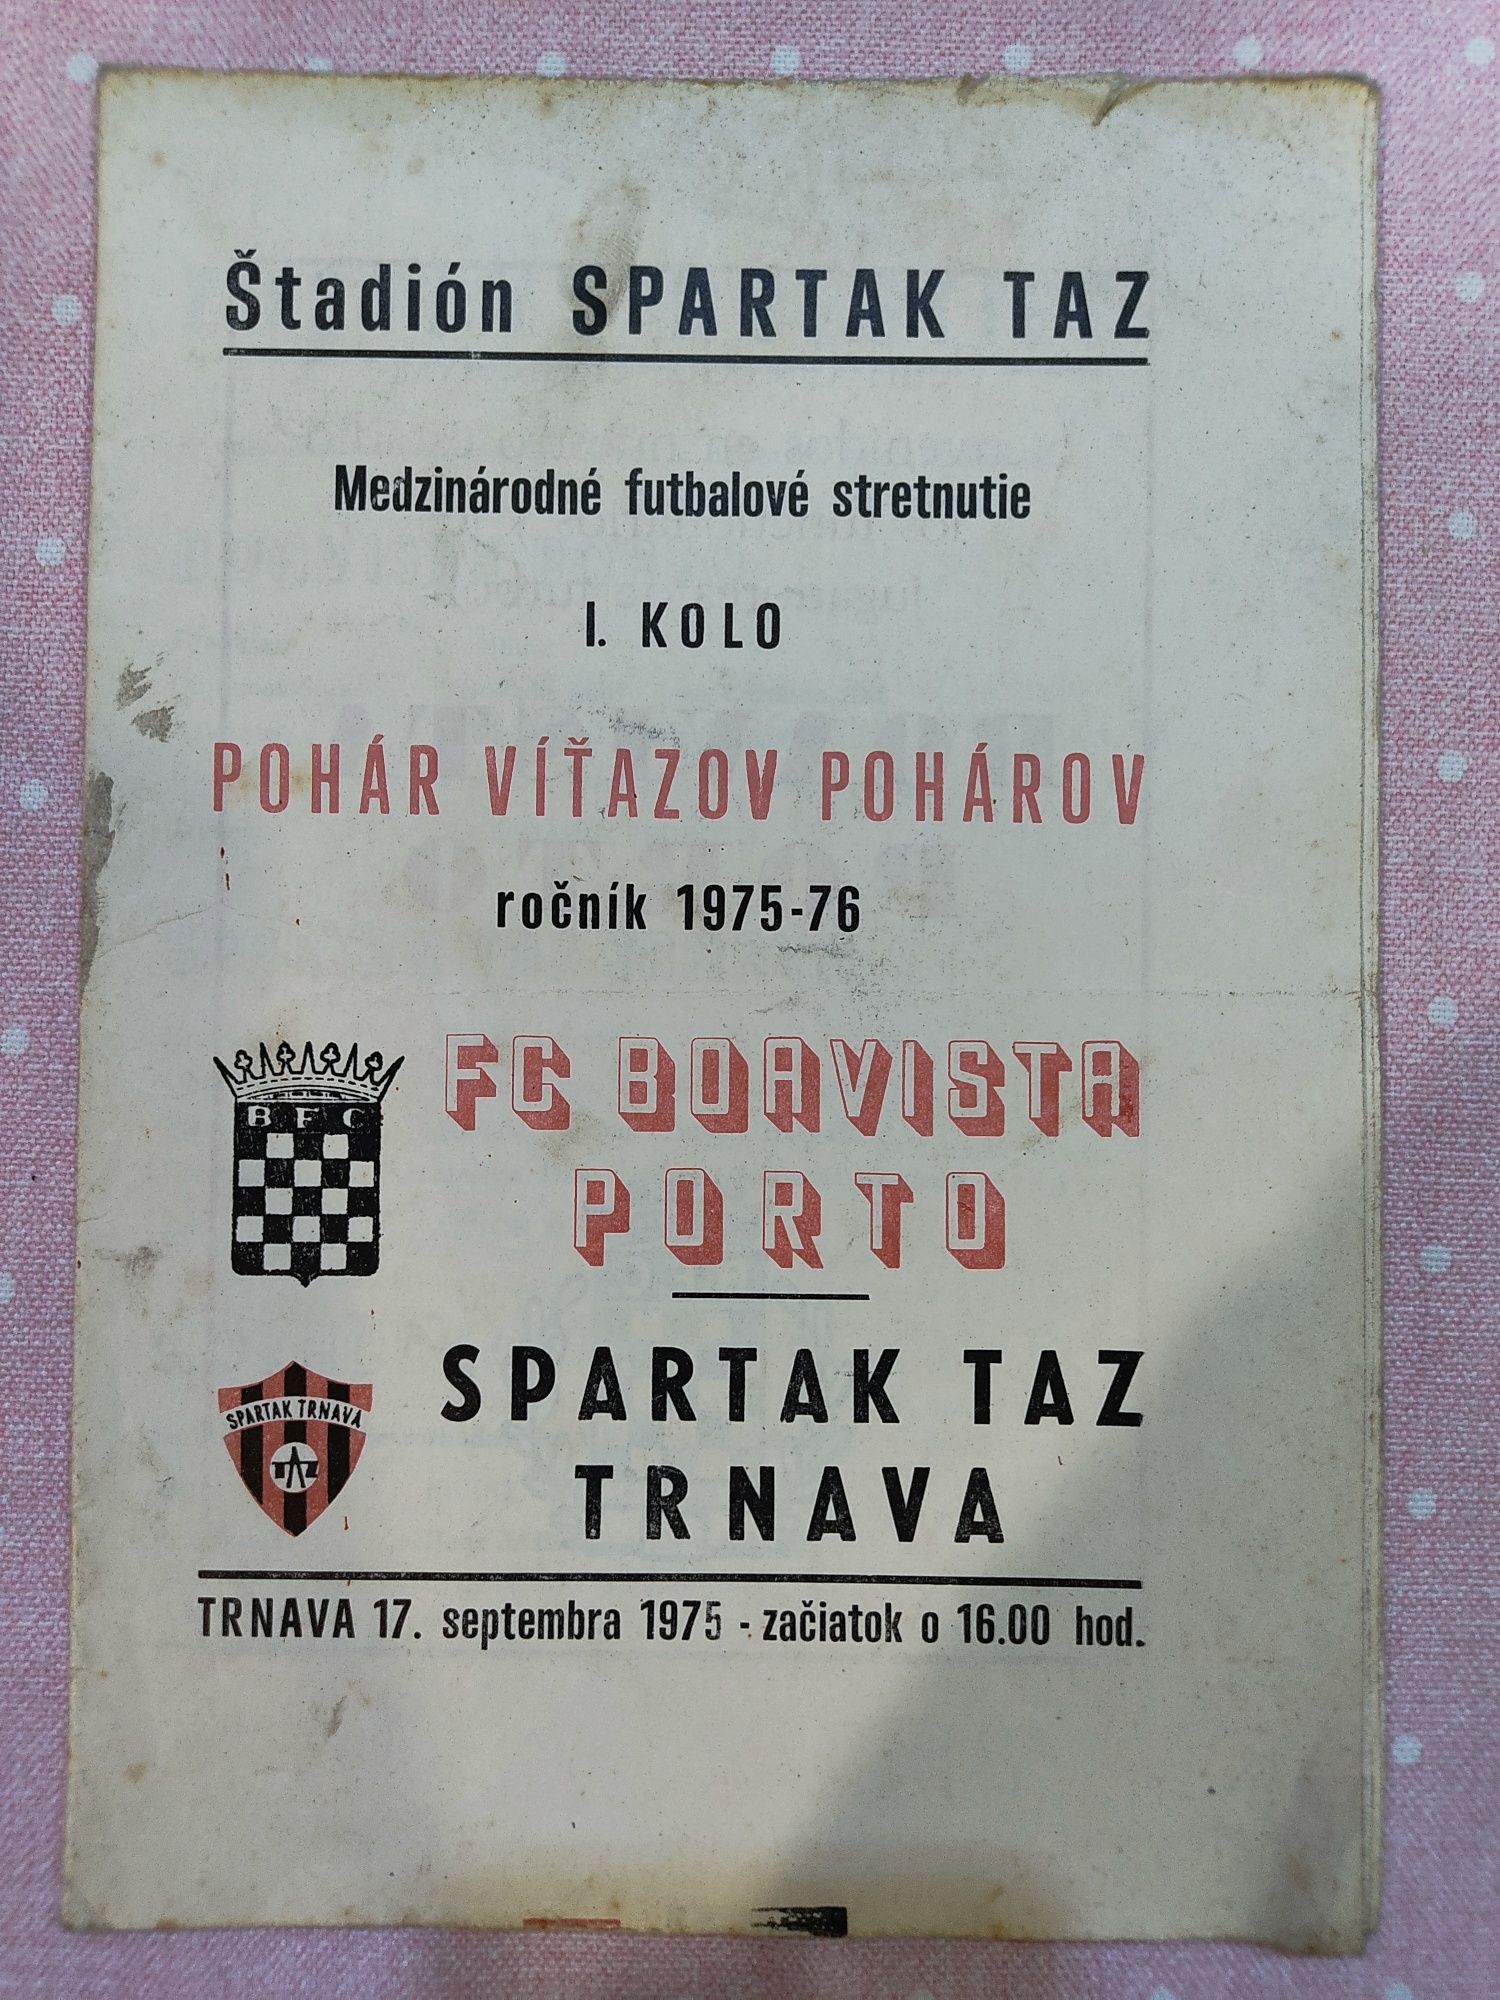 Štadión SPARTAK TAZ
Medzinárodné futbalové stretnutie
I. KOLO
POHÁR VÍŤAZOV POHÁROV
ročník 1975-76
BFC
FC BOAVISTA
PORTO
SPARTAK TRNAVA
TAZ
SPARTAK TAZ
TRNAVA
TRNAVA 17. septembra 1975 - začiatok o 16.00 hod.